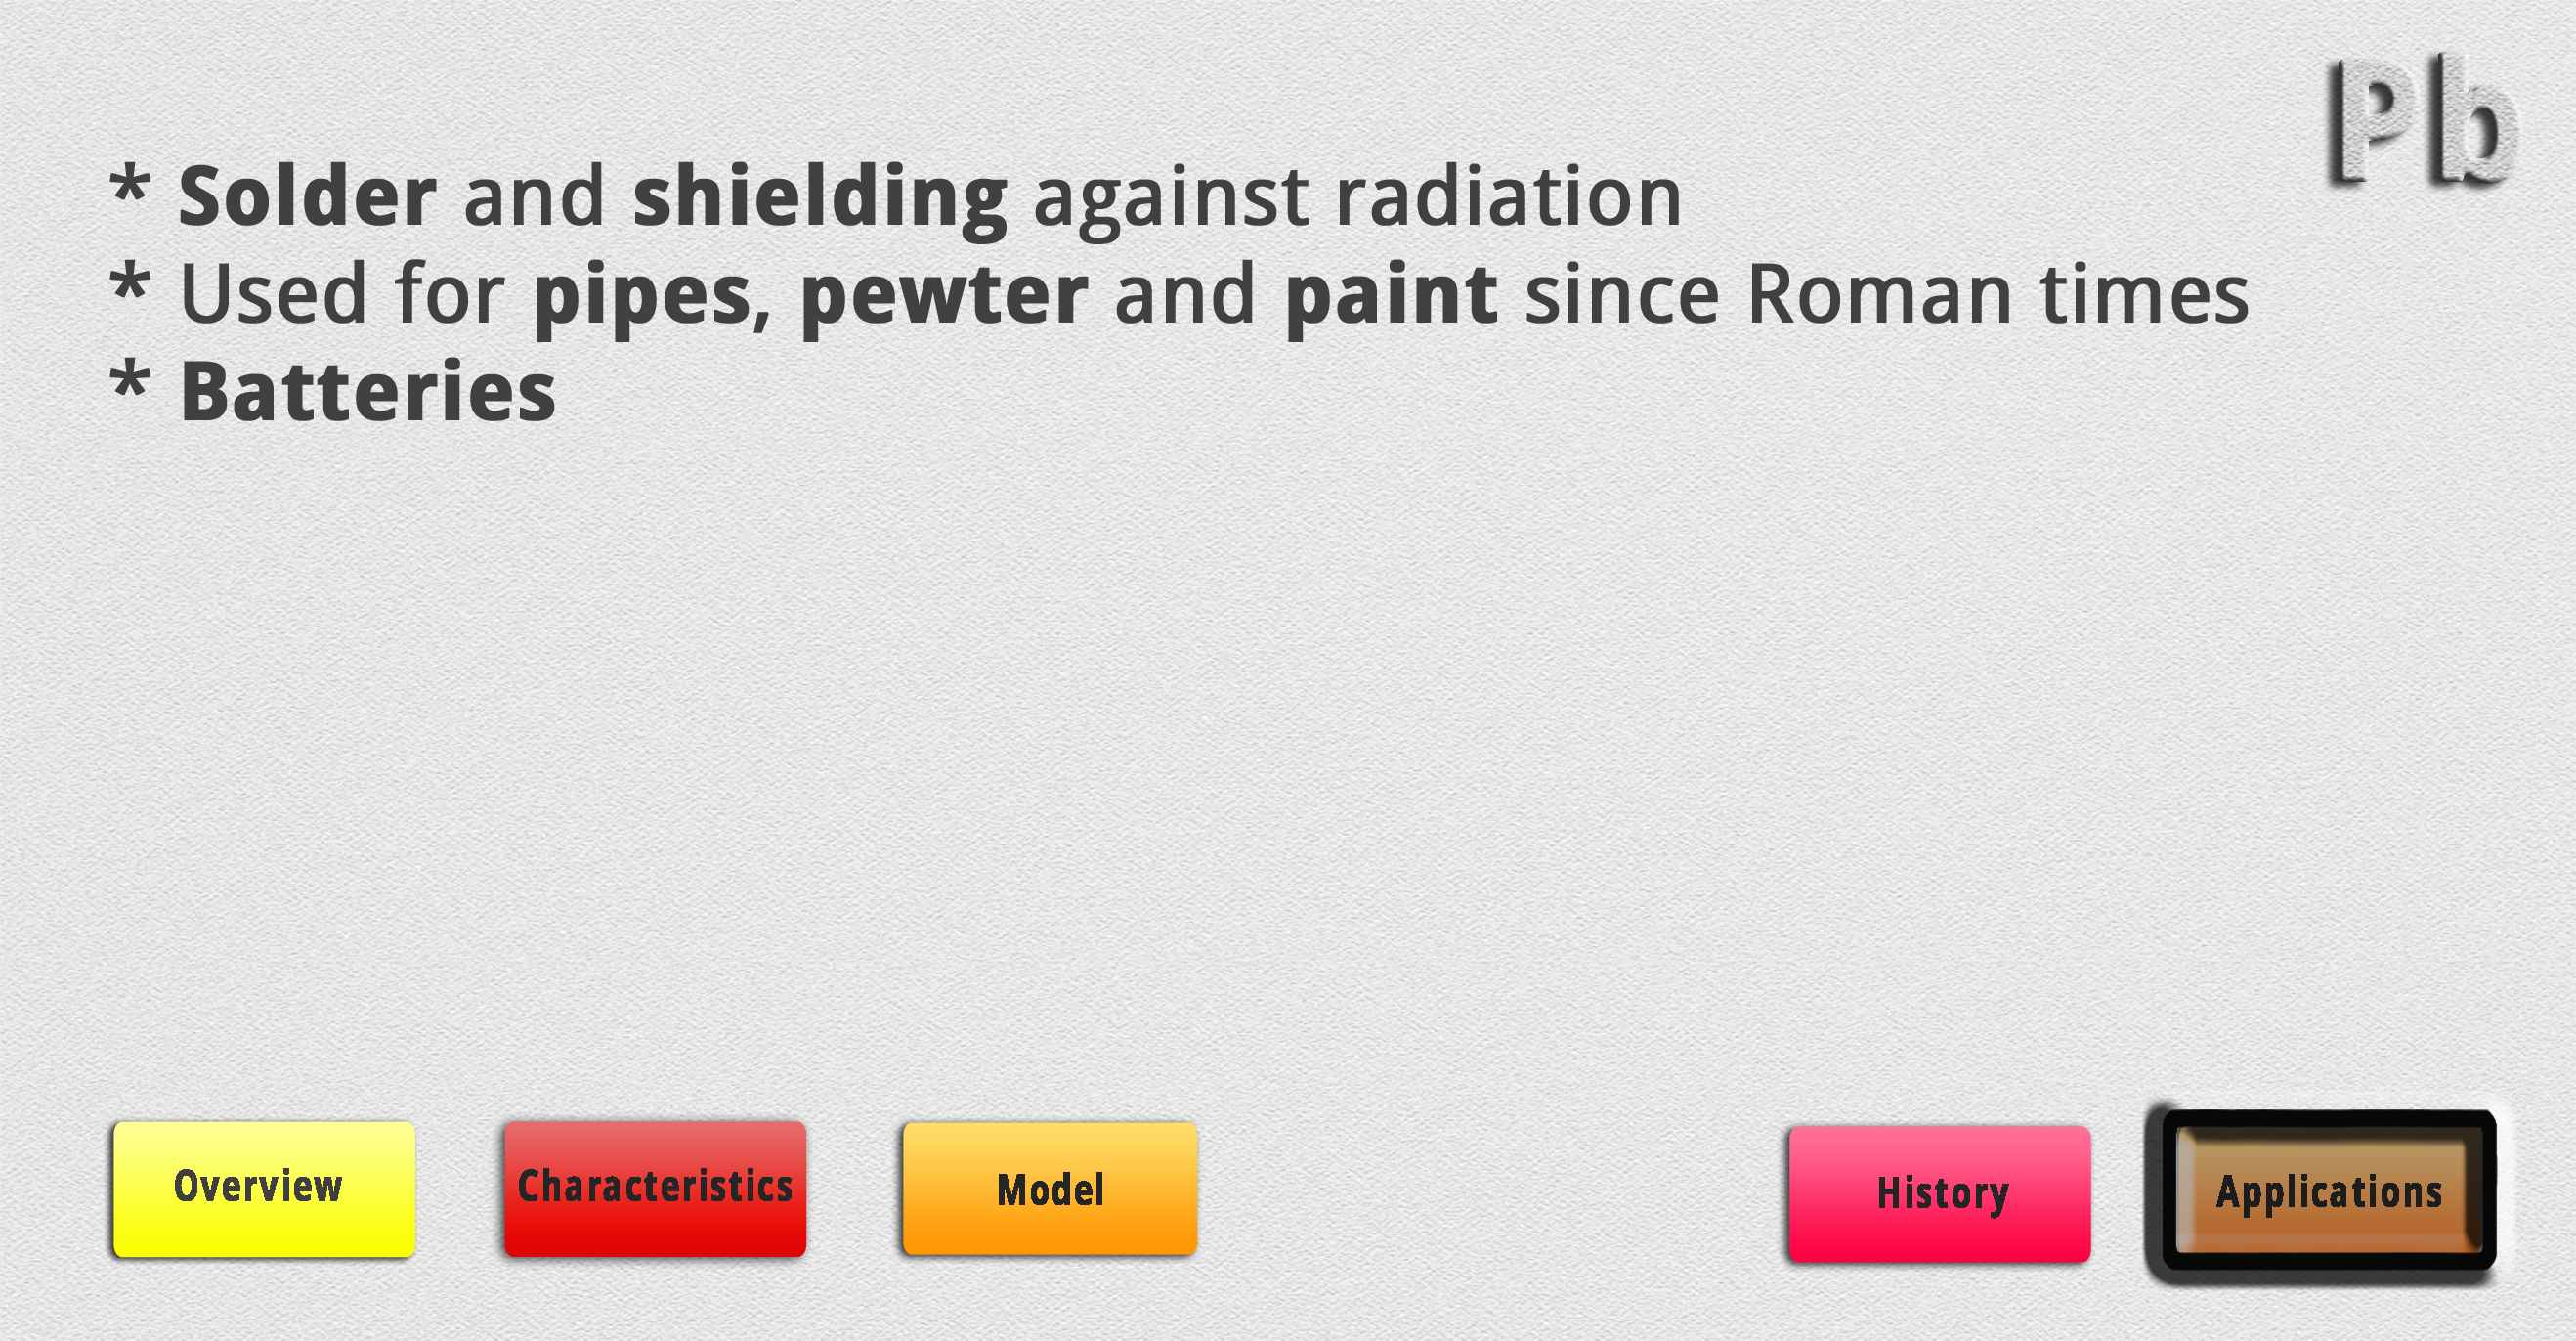 Pb
* Solder and shielding against radiation
* Used for pipes, pewter and paint since Roman times
* Batteries
Overview
Characteristics
Model
History
Applications